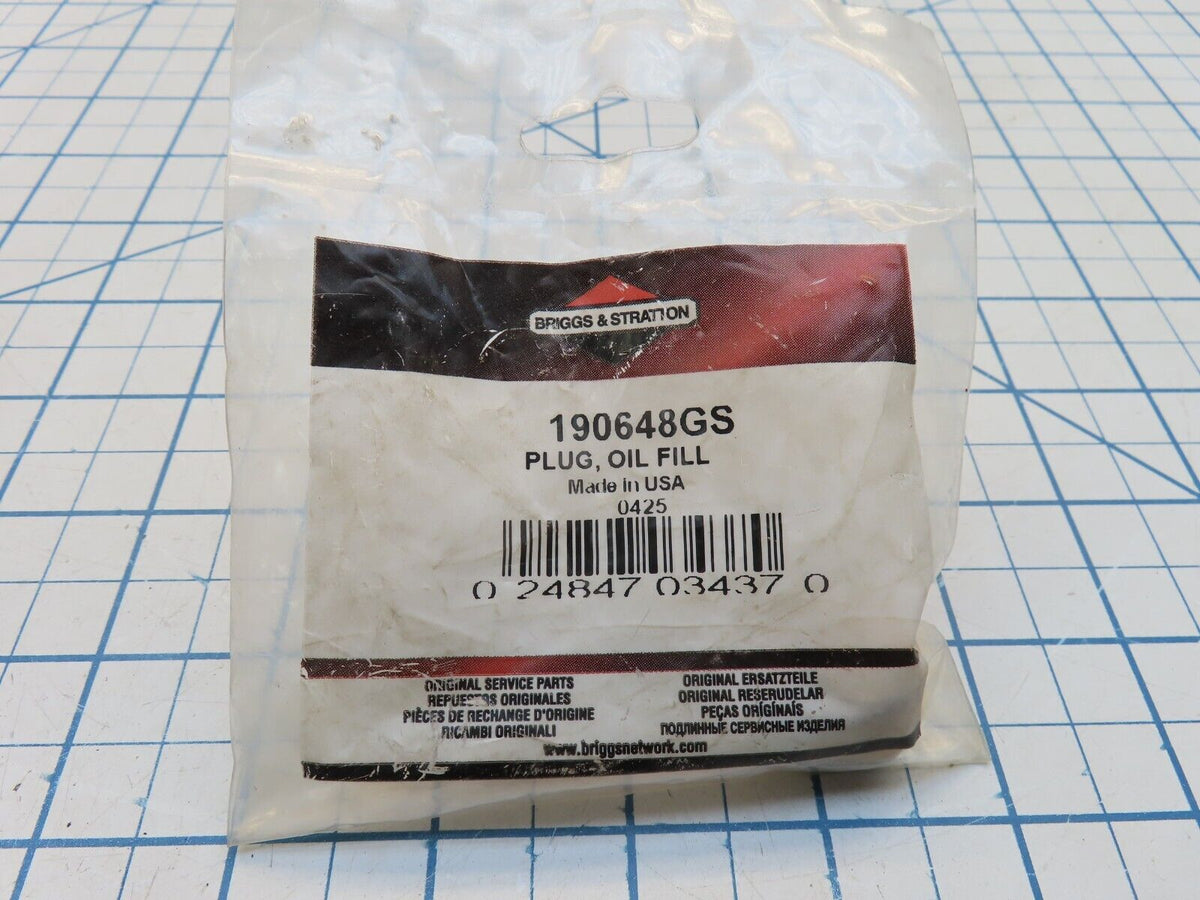 BRIGGS & STRATTON
190648GS
PLUG, OIL FILL
Made in USA
0425
0 24847 03437 0
ORIGINAL SERVICE PARTS
REPUESTOS ORIGINALES
PIÈCES DE RECHANGE D'ORIGINE
RICAMBI ORIGINALI
ORIGINAL ERSATZTEILE
ORIGINAL RESERUDELAR
PEÇAS ORIGINAIS
ПОДЛИННЫЕ СЕРВИСНЫЕ ИЗДЕЛИЯ
www.briggsnetwork.com